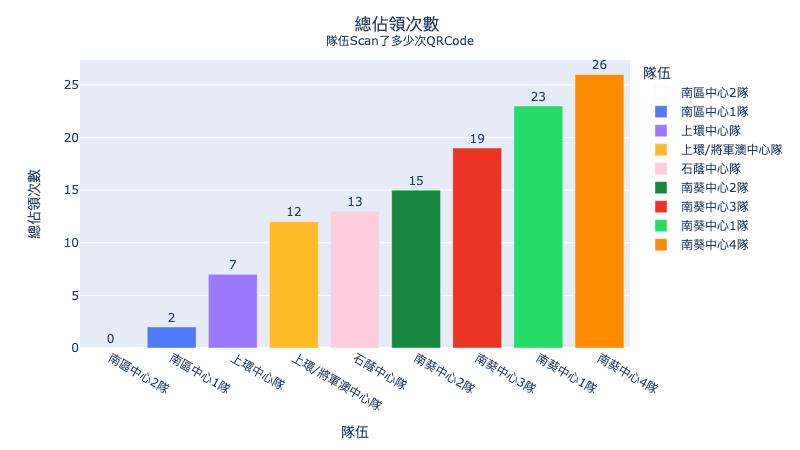 總佔領次數
隊伍Scan了多少次QRCode
總佔領次數
25
20
15
10
5
0
0
2
7
12
13
15
19
23
26
南區中心2隊
南區中心1隊
上環中心隊
上環/將軍澳中心隊
石蔭中心隊
南葵中心2隊
南葵中心3隊
南葵中心1隊
南葵中心4隊
隊伍
隊伍
南區中心2隊
南區中心1隊
上環中心隊
上環/將軍澳中心隊
石蔭中心隊
南葵中心2隊
南葵中心3隊
南葵中心1隊
南葵中心4隊